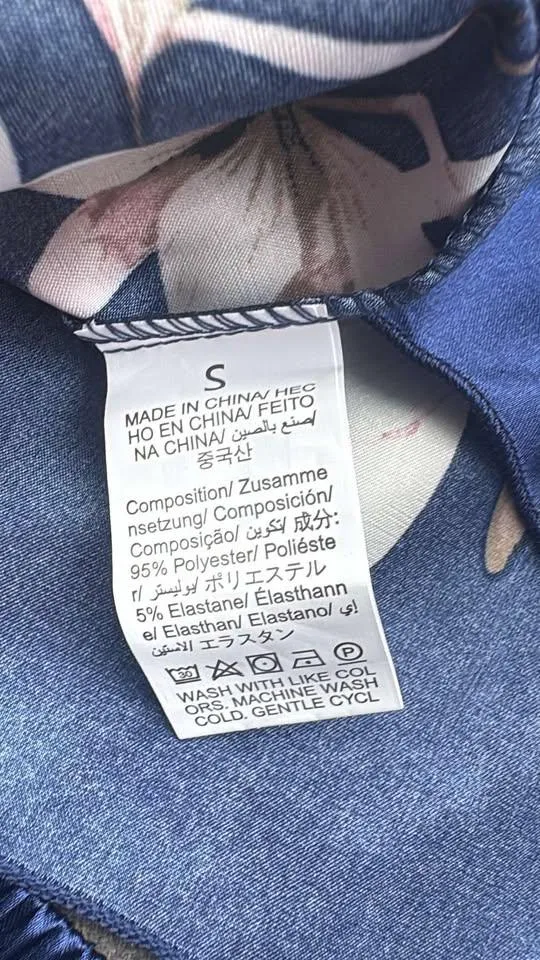 S
MADE IN CHINA/ HEC
HO EN CHINA/ FEITO
NA CHINA/ صنع بالصين/
중국산
Composition/ Zusamme
nsetzung/ Composición/
Composição/ تكوين/ 成分:
95% Polyester/ Poliéste
r/ بوليستر/ ポリエステル
5% Elastane/ Élasthann
e/ Elasthan/ Elastano/ إي
لاستين/ エラスタン
30 P
WASH WITH LIKE COL
ORS. MACHINE WASH
COLD. GENTLE CYCL